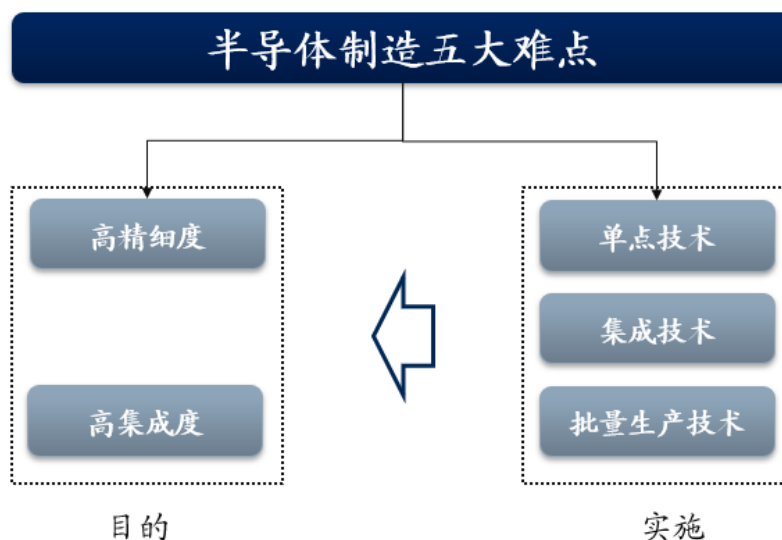 半导体制造五大难点
高精细度
高集成度
目的
单点技术
集成技术
批量生产技术
实施